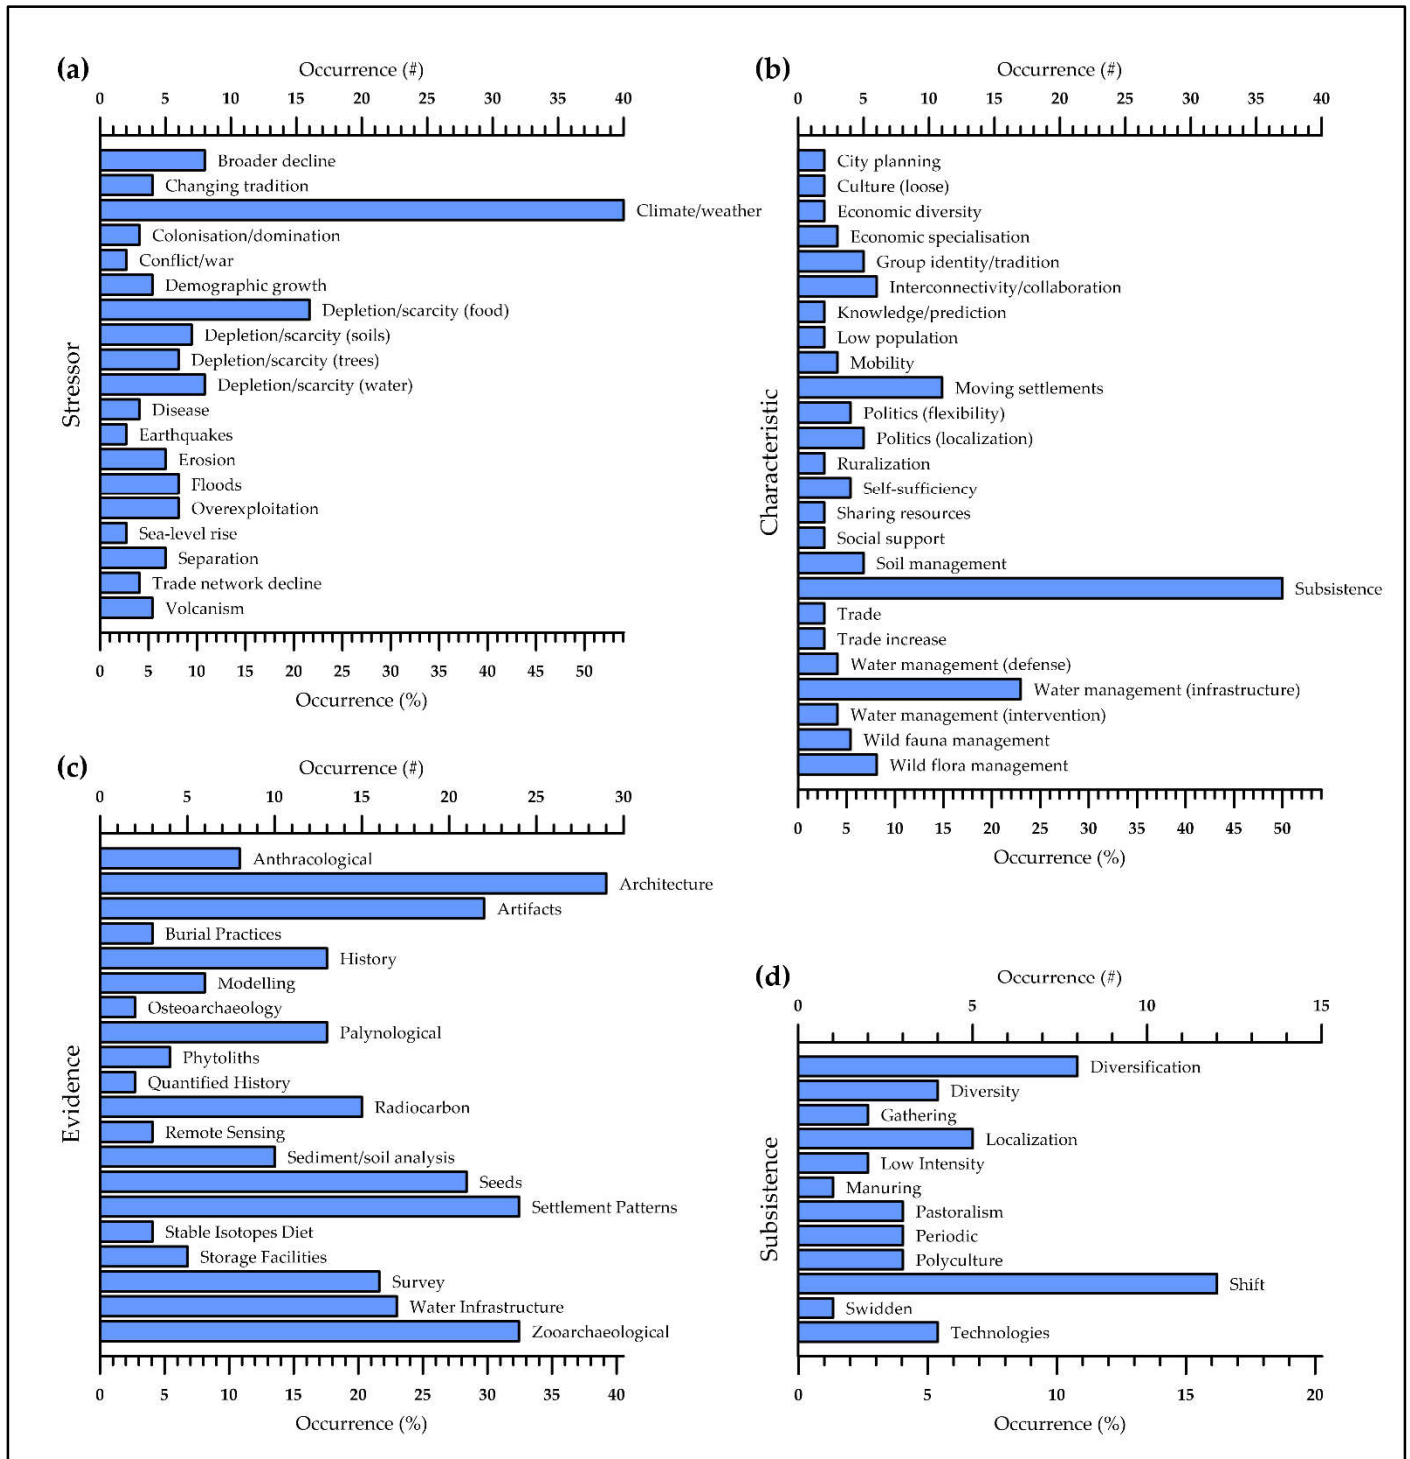 (a)
Occurrence (#)
0 5 10 15 20 25 30 35 40
Broader decline
Changing tradition
Climate/weather
Colonisation/domination
Conflict/war
Demographic growth
Depletion/scarcity (food)
Depletion/scarcity (soils)
Depletion/scarcity (trees)
Depletion/scarcity (water)
Disease
Earthquakes
Erosion
Floods
Overexploitation
Sea-level rise
Separation
Trade network decline
Volcanism
Stressor
0 5 10 15 20 25 30 35 40 45 50
Occurrence (%)
(b)
Occurrence (#)
0 5 10 15 20 25 30 35 40
City planning
Culture (loose)
Economic diversity
Economic specialisation
Group identity/tradition
Interconnectivity/collaboration
Knowledge/prediction
Low population
Mobility
Moving settlements
Politics (flexibility)
Politics (localization)
Ruralization
Self-sufficiency
Sharing resources
Social support
Soil management
Subsistence
Trade
Trade increase
Water management (defense)
Water management (infrastructure)
Water management (intervention)
Wild fauna management
Wild flora management
Characteristic
0 5 10 15 20 25 30 35 40 45 50
Occurrence (%)
(c)
Occurrence (#)
0 5 10 15 20 25 30
Anthracological
Architecture
Artifacts
Burial Practices
History
Modelling
Osteoarchaeology
Palynological
Phytoliths
Quantified History
Radiocarbon
Remote Sensing
Sediment/soil analysis
Seeds
Settlement Patterns
Stable Isotopes Diet
Storage Facilities
Survey
Water Infrastructure
Zooarchaeological
Evidence
0 5 10 15 20 25 30 35 40
Occurrence (%)
(d)
Occurrence (#)
0 5 10 15
Diversification
Diversity
Gathering
Localization
Low Intensity
Manuring
Pastoralism
Periodic
Polyculture
Shift
Swidden
Technologies
Subsistence
0 5 10 15 20
Occurrence (%)